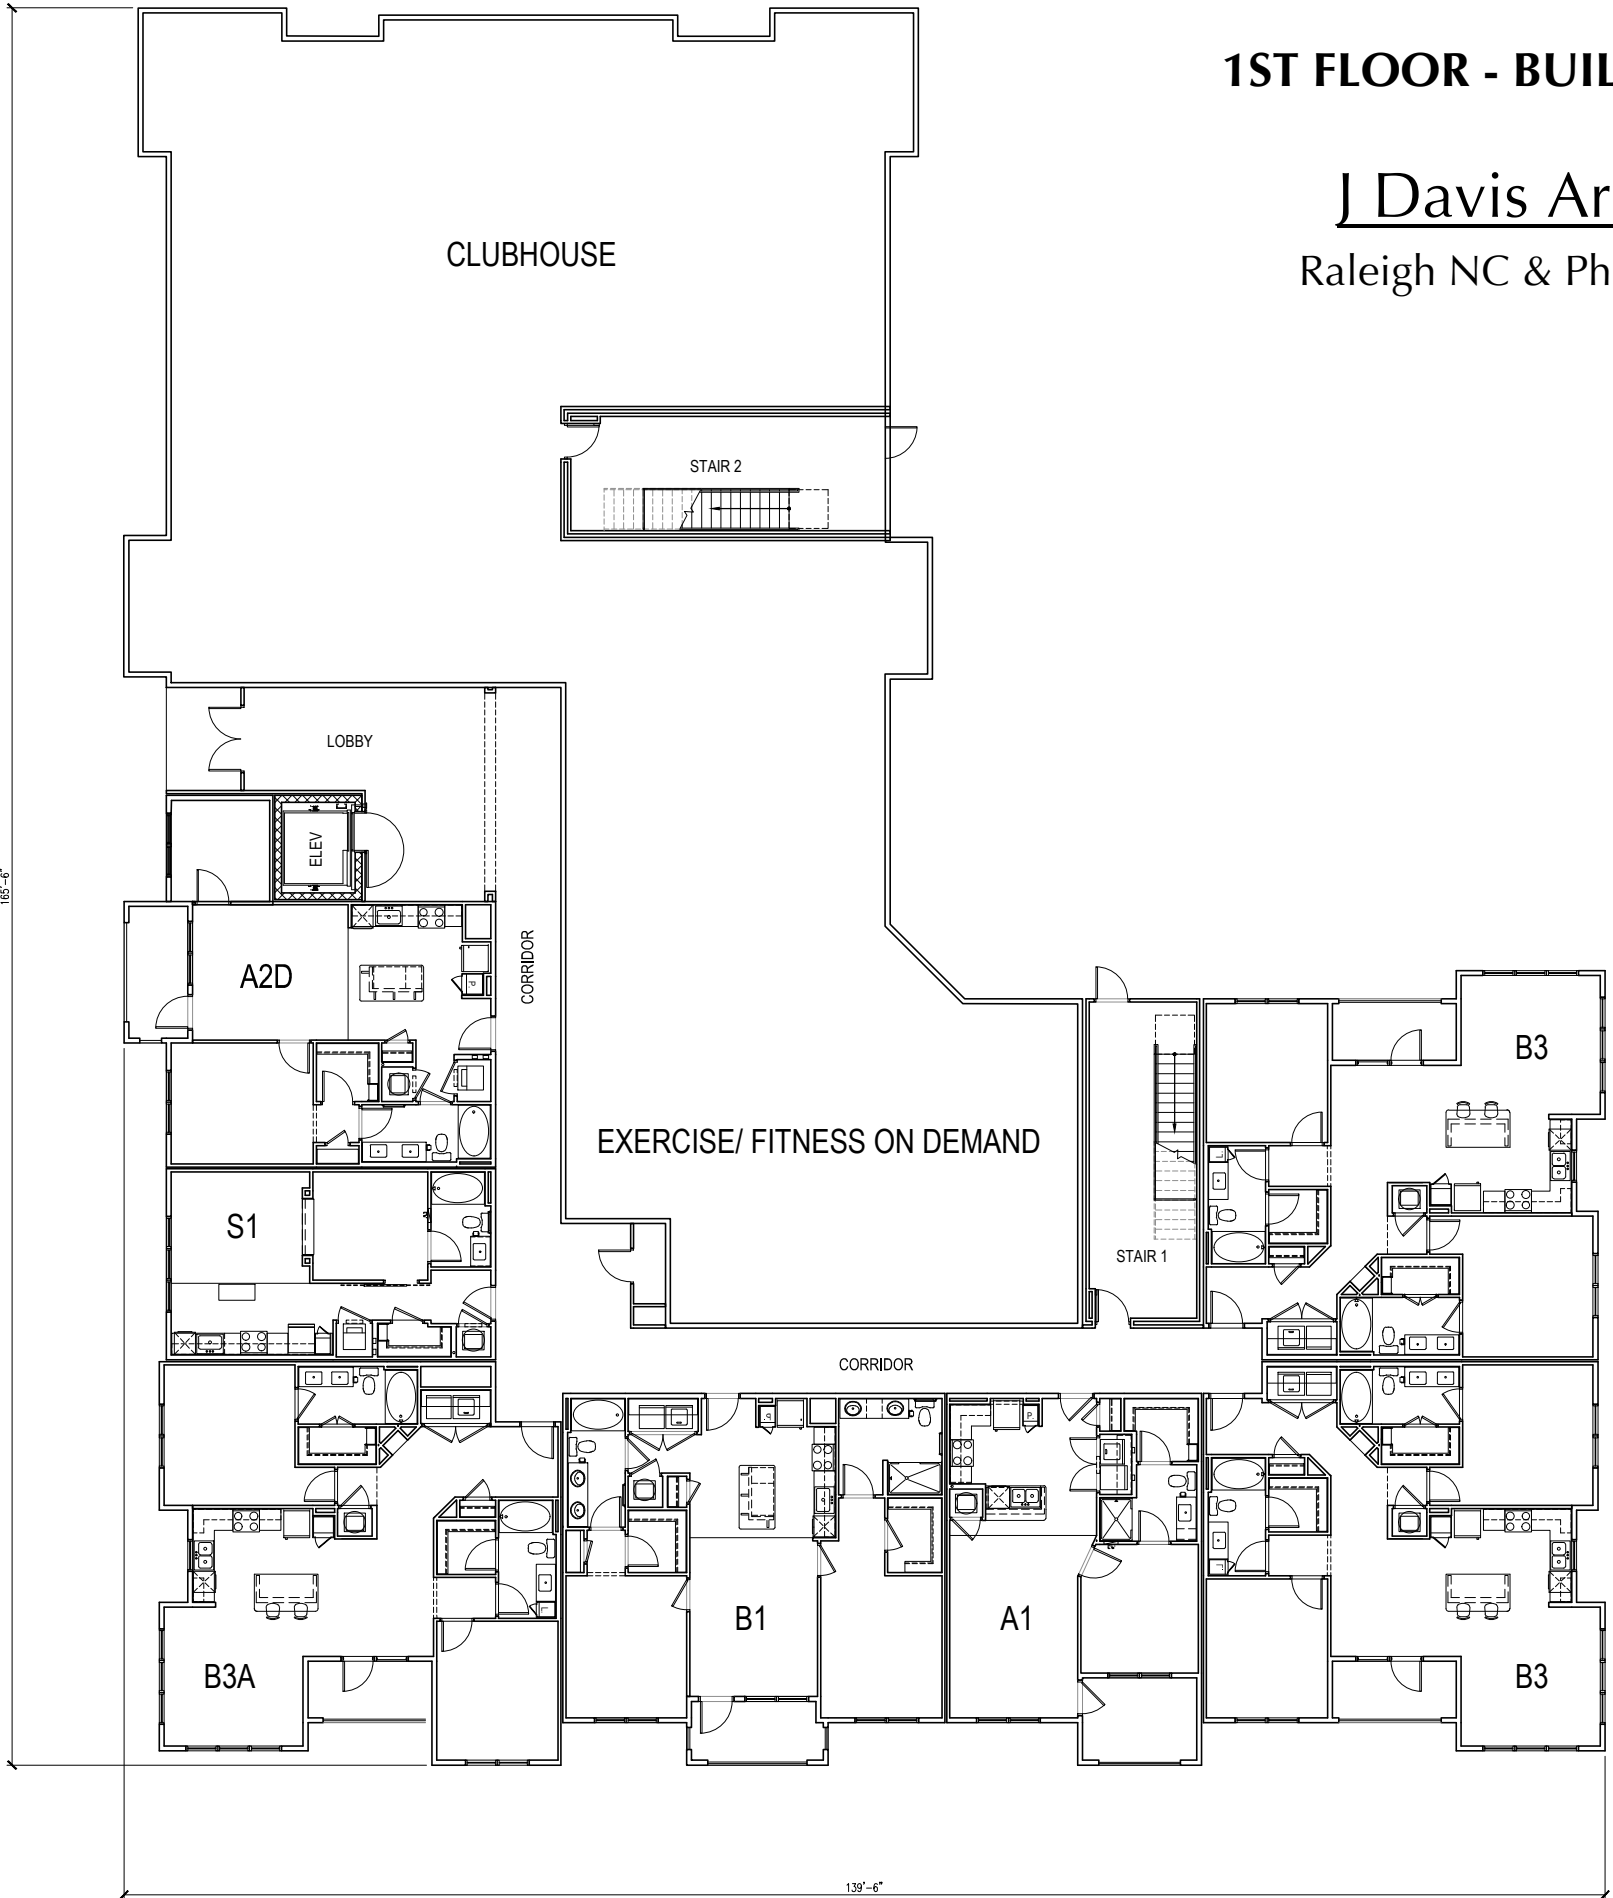 1ST FLOOR - BUIL
J Davis Ar
Raleigh NC & Ph
CLUBHOUSE
STAIR 2
LOBBY
ELEV
165'-6"
CORRIDOR
A2D
P
B3
EXERCISE/ FITNESS ON DEMAND
S1
STAIR 1
CORRIDOR
P
P
B1
A1
B3A
B3
139'-6"